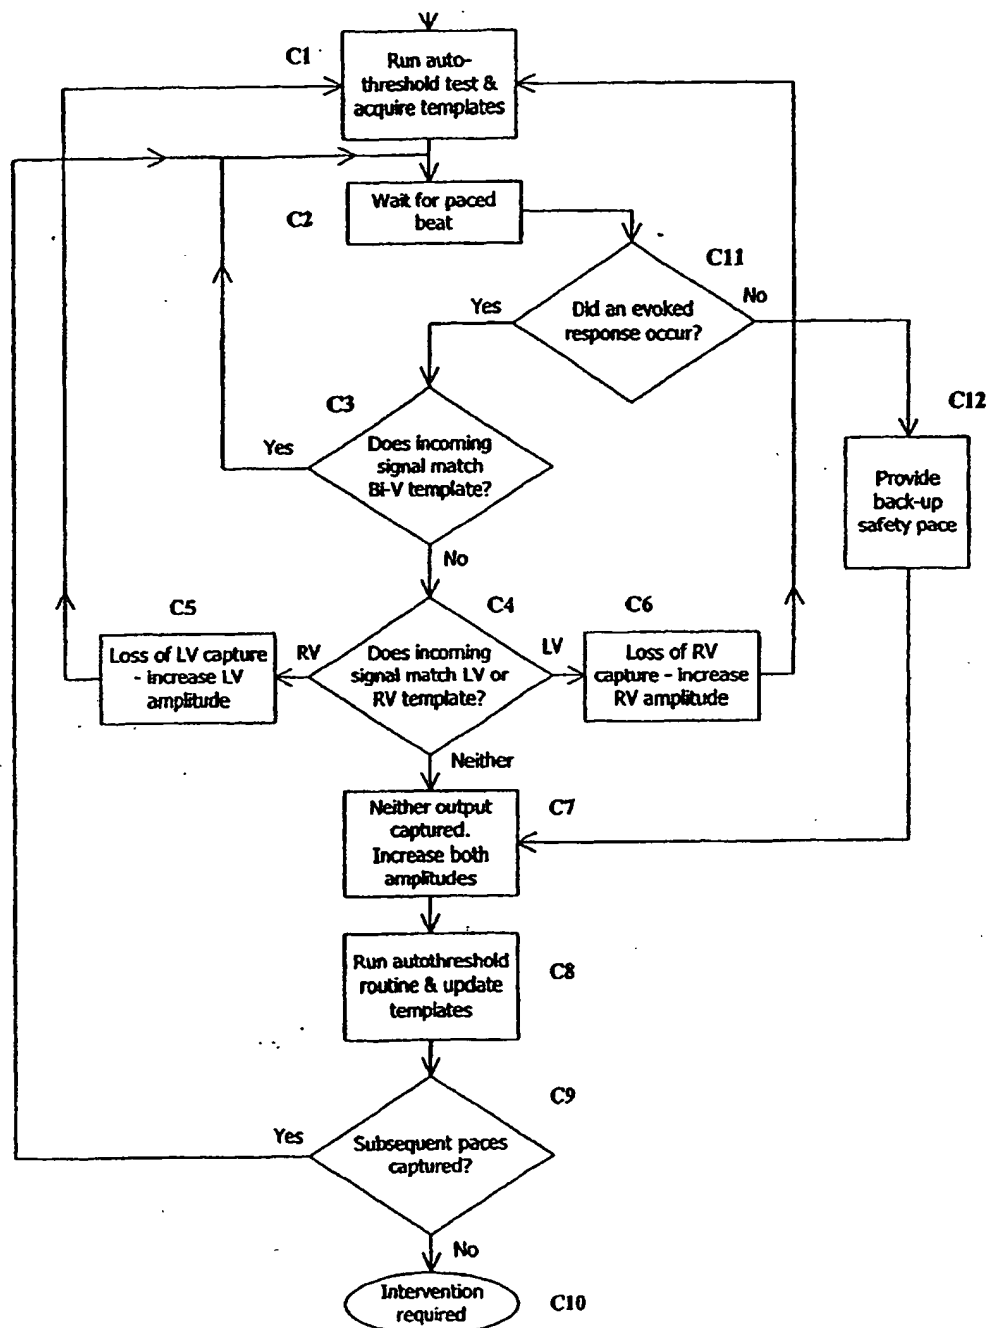 C1
Run auto-
threshold test &
acquire templates
C2
Wait for paced
beat
C11
Did an evoked
response occur?
Yes
No
C12
Provide
back-up
safety pace
C3
Does incoming
signal match
Bi-V template?
Yes
No
C4
Does incoming
signal match LV or
RV template?
RV
LV
Neither
C5
Loss of LV capture
- increase LV
amplitude
C6
Loss of RV
capture - increase
RV amplitude
C7
Neither output
captured.
Increase both
amplitudes
C8
Run autothreshold
routine & update
templates
C9
Subsequent paces
captured?
Yes
No
Intervention
required
C10